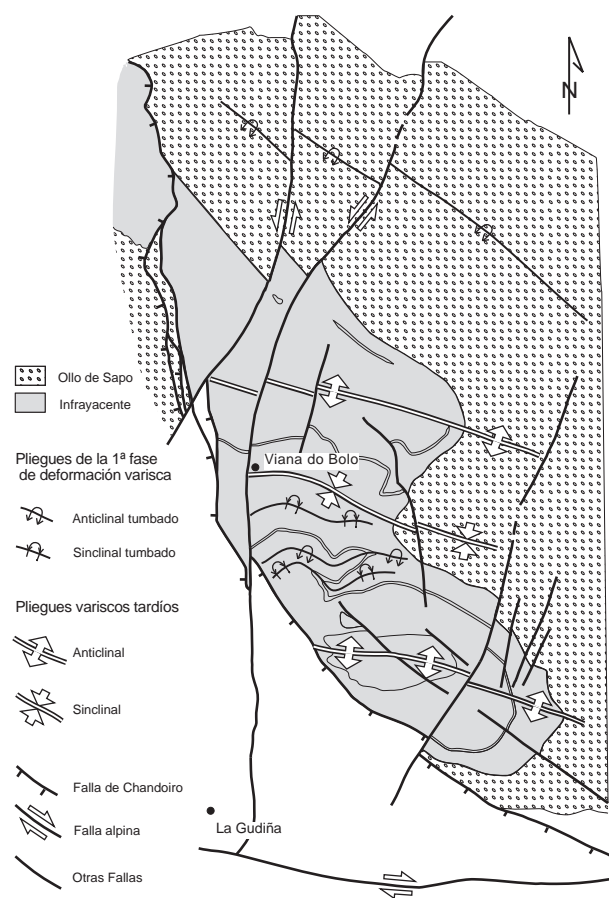 N
Ollo de Sapo
Infrayacente
Pliegues de la 1ª fase
de deformación varisca
Anticlinal tumbado
Sinclinal tumbado
Pliegues variscos tardíos
Anticlinal
Sinclinal
Falla de Chandoiro
Falla alpina
Otras Fallas
Viana do Bolo
La Gudiña